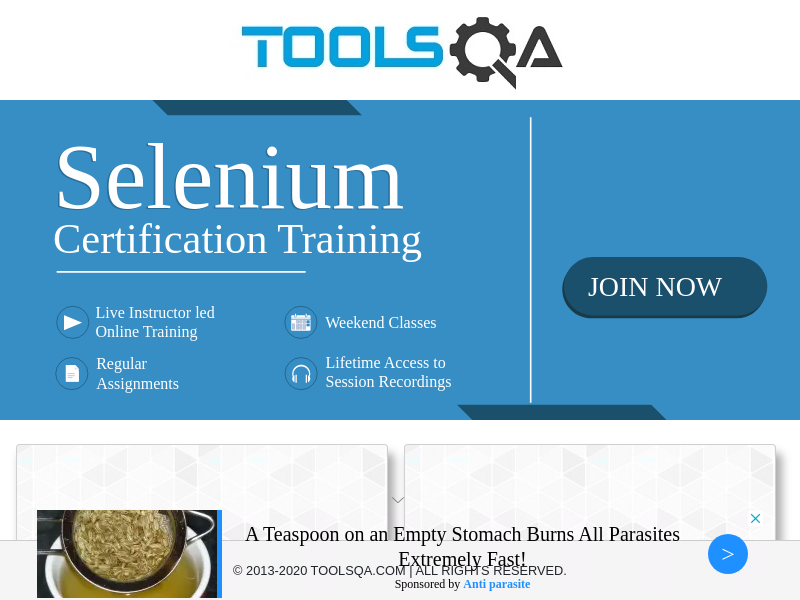 TOOLSQA
Selenium
Certification Training
JOIN NOW
Live Instructor led
Online Training
Weekend Classes
Regular
Assignments
Lifetime Access to
Session Recordings
A Teaspoon on an Empty Stomach Burns All Parasites
Extremely Fast!
© 2013-2020 TOOLSQA.COM | ALL RIGHTS RESERVED.
Sponsored by Anti parasite